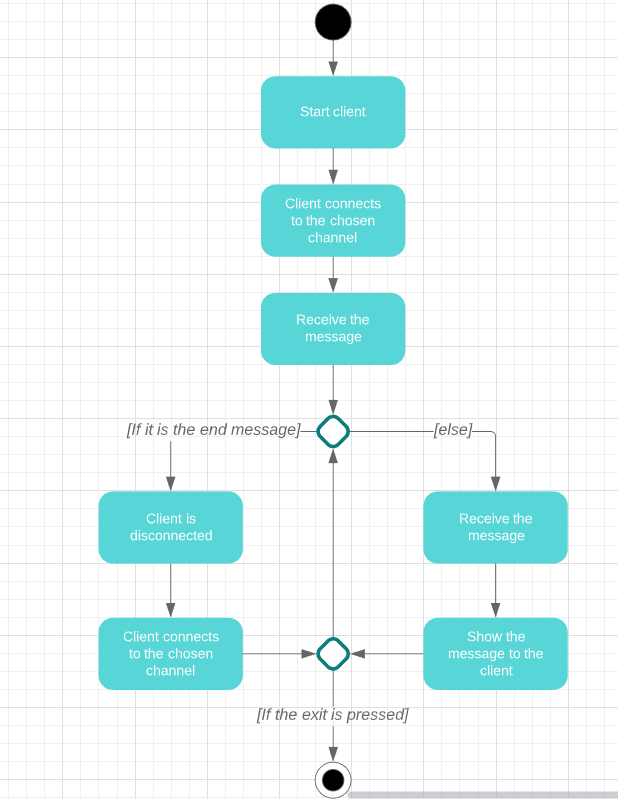 Start client
Client connects
to the chosen
channel
Receive the
message
[If it is the end message]
[else]
Client is
disconnected
Receive the
message
Client connects
to the chosen
channel
Show the
message to the
client
[If the exit is pressed]